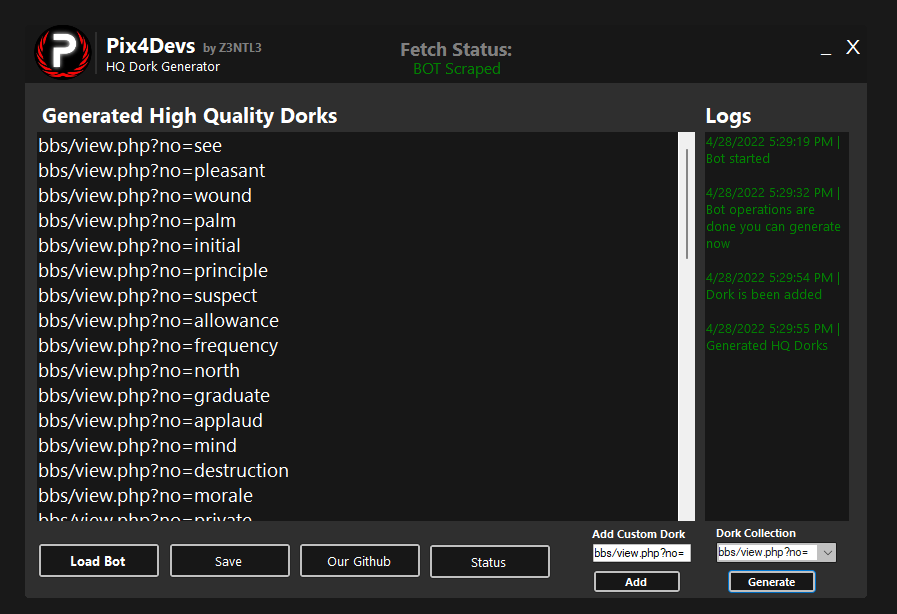 P
Pix4Devs by Z3NTL3
HQ Dork Generator
Fetch Status:
BOT Scraped
_ X
Generated High Quality Dorks
bbs/view.php?no=see
bbs/view.php?no=pleasant
bbs/view.php?no=wound
bbs/view.php?no=palm
bbs/view.php?no=initial
bbs/view.php?no=principle
bbs/view.php?no=suspect
bbs/view.php?no=allowance
bbs/view.php?no=frequency
bbs/view.php?no=north
bbs/view.php?no=graduate
bbs/view.php?no=applaud
bbs/view.php?no=mind
bbs/view.php?no=destruction
bbs/view.php?no=morale
bbs/view.php?no=private
Logs
4/28/2022 5:29:19 PM |
Bot started
4/28/2022 5:29:32 PM |
Bot operations are
done you can generate
now
4/28/2022 5:29:54 PM |
Dork is been added
4/28/2022 5:29:55 PM |
Generated HQ Dorks
Load Bot
Save
Our Github
Status
Add Custom Dork
bbs/view.php?no=
Add
Dork Collection
bbs/view.php?no=
Generate